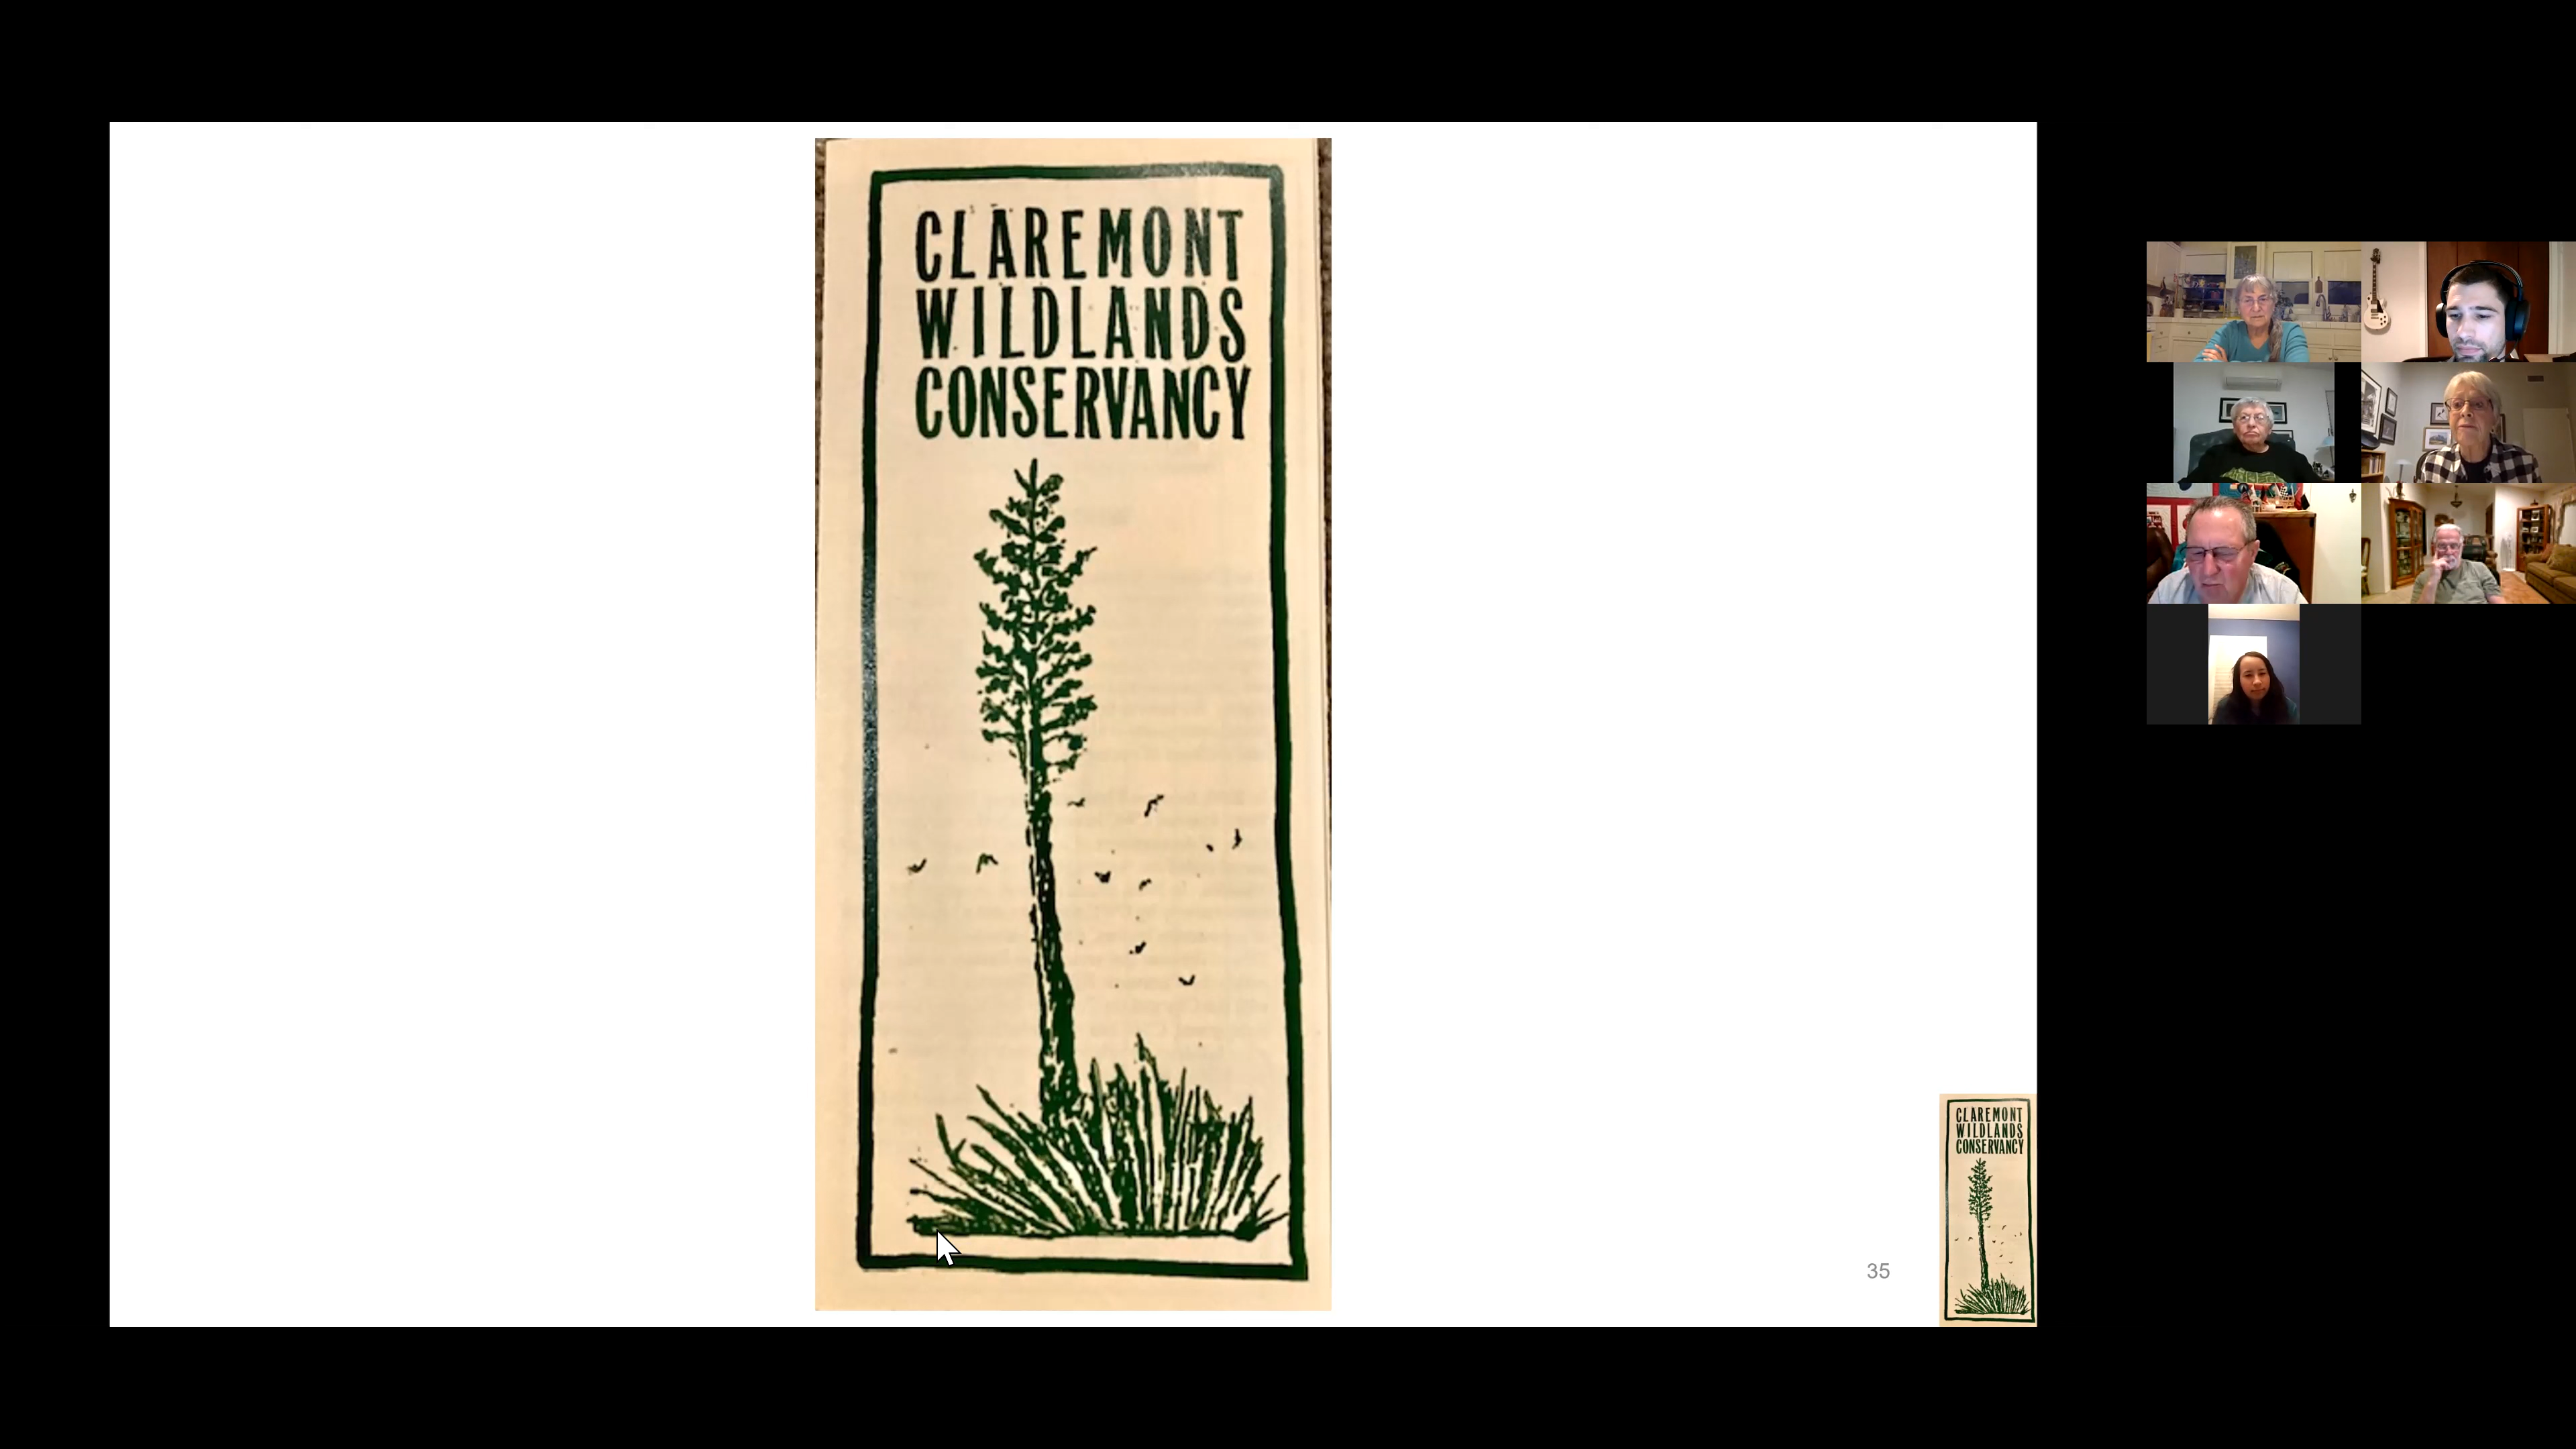 CLAREMONT
WILDLANDS
CONSERVANCY
35
CLAREMONT
WILDLANDS
CONSERVANCY